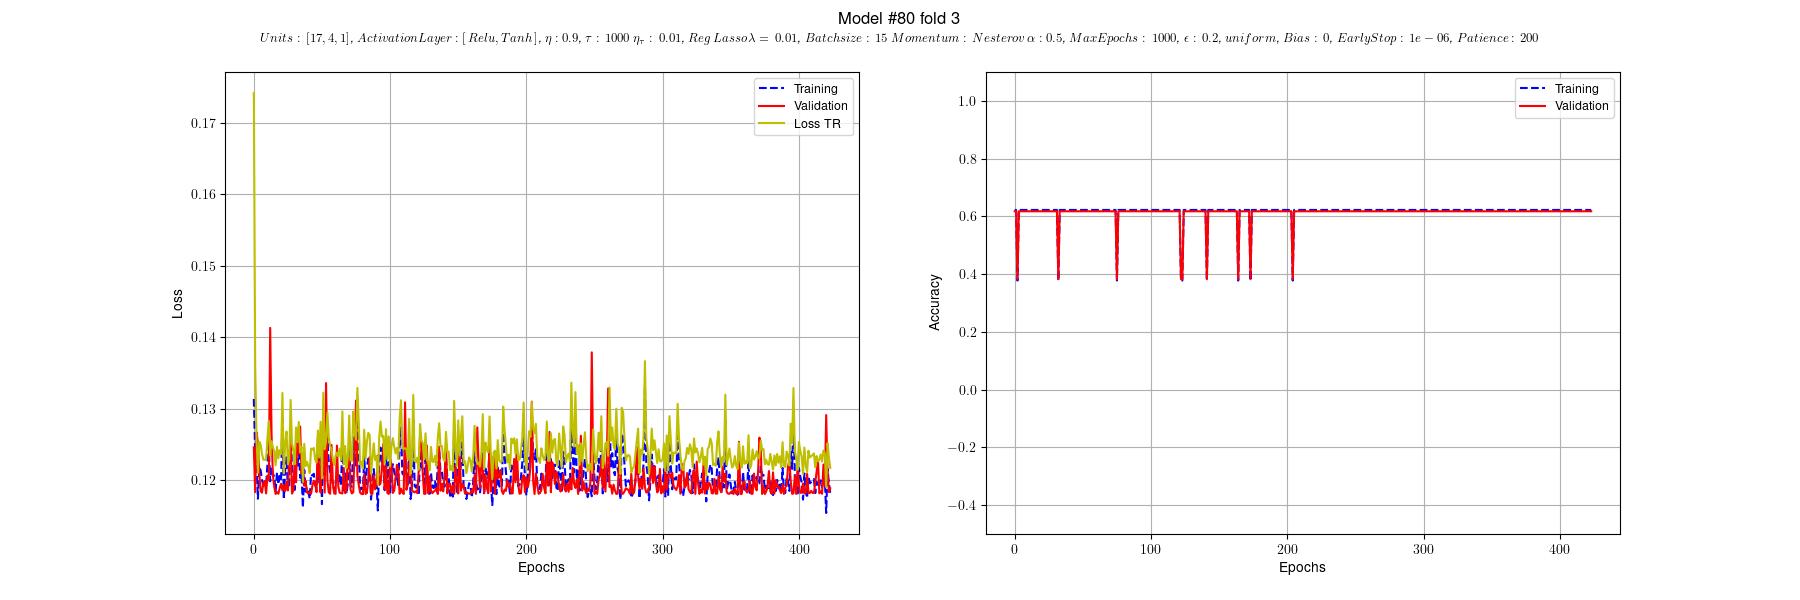 Model #80 fold 3
Units : [17, 4, 1], ActivationLayer : [ Relu, Tanh ], η : 0.9, τ : 1000 ητ : 0.01, Reg Lassoλ = 0.01, Batchsize : 15 Momentum : Nesterov α : 0.5, MaxEpochs : 1000, ϵ : 0.2, uniform, Bias : 0, EarlyStop : 1e − 06, Patience : 200
Training
Validation
Loss TR
0.17
0.16
0.15
0.14
0.13
0.12
Loss
0
100
200
300
400
Epochs
Training
Validation
1.0
0.8
0.6
0.4
0.2
0.0
−0.2
−0.4
Accuracy
0
100
200
300
400
Epochs